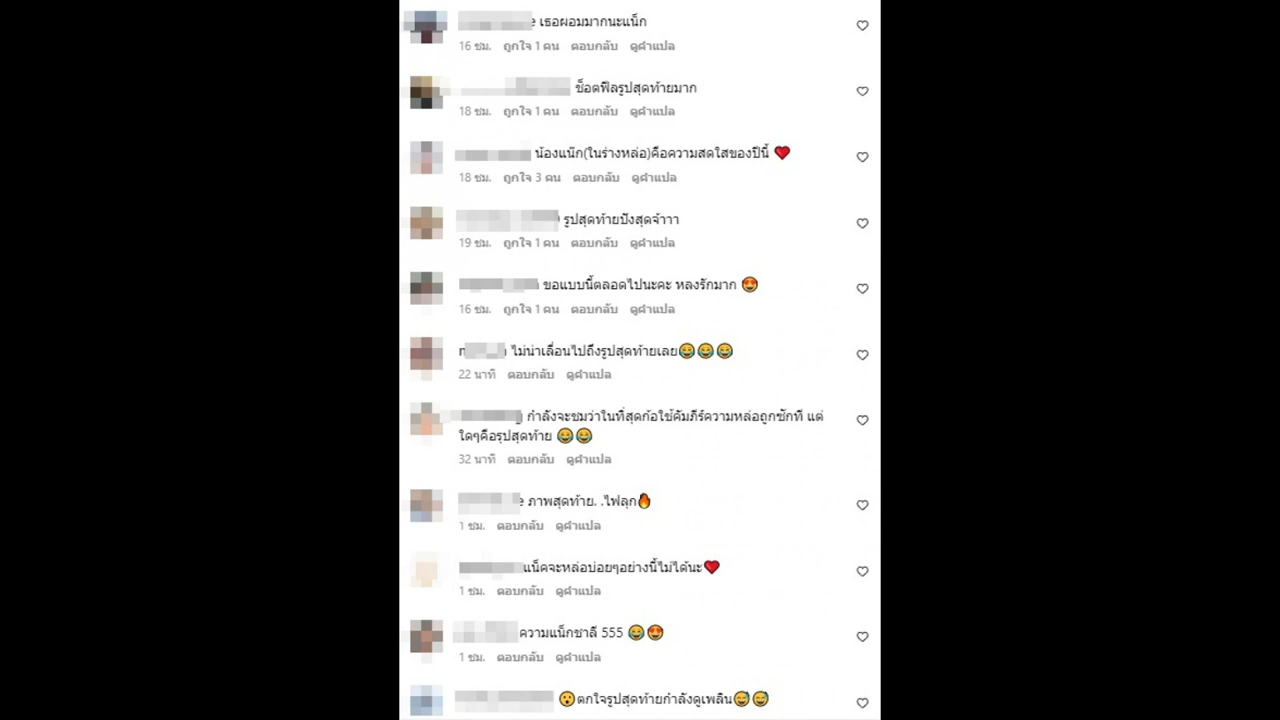 เธอผอมมากนะแน็ก
16 ชม. ถูกใจ 1 คน ตอบกลับ ดูคำแปล
ช็อตฟีลรูปสุดท้ายมาก
18 ชม. ถูกใจ 1 คน ตอบกลับ ดูคำแปล
น้องแน๊ก(ในร่างหล่อ)คือความสดใสของปีนี้ ❤️
18 ชม. ถูกใจ 3 คน ตอบกลับ ดูคำแปล
รูปสุดท้ายปังสุดจ้าาา
19 ชม. ถูกใจ 1 คน ตอบกลับ ดูคำแปล
ขอแบบนี้ตลอดไปนะคะ หลงรักมาก 😍
16 ชม. ถูกใจ 1 คน ตอบกลับ ดูคำแปล
ไม่น่าเลื่อนไปถึงรูปสุดท้ายเลย😂😂😂
22 นาที ตอบกลับ ดูคำแปล
กำลังจะชมว่าในที่สุดก้อใช้คัมภีร์ความหล่อถูกซักที แต่
ใดๆคือรุปสุดท้าย 😂😂
32 นาที ตอบกลับ ดูคำแปล
ภาพสุดท้าย. .ไฟลุก🔥
1 ชม. ตอบกลับ ดูคำแปล
แน็คจะหล่อบ่อยๆอย่างนี้ไม่ได้นะ❤️
1 ชม. ตอบกลับ ดูคำแปล
ความแน็กชาลี 555 😂😍
1 ชม. ตอบกลับ ดูคำแปล
😮ตกใจรูปสุดท้ายกำลังดูเพลิน😅😅